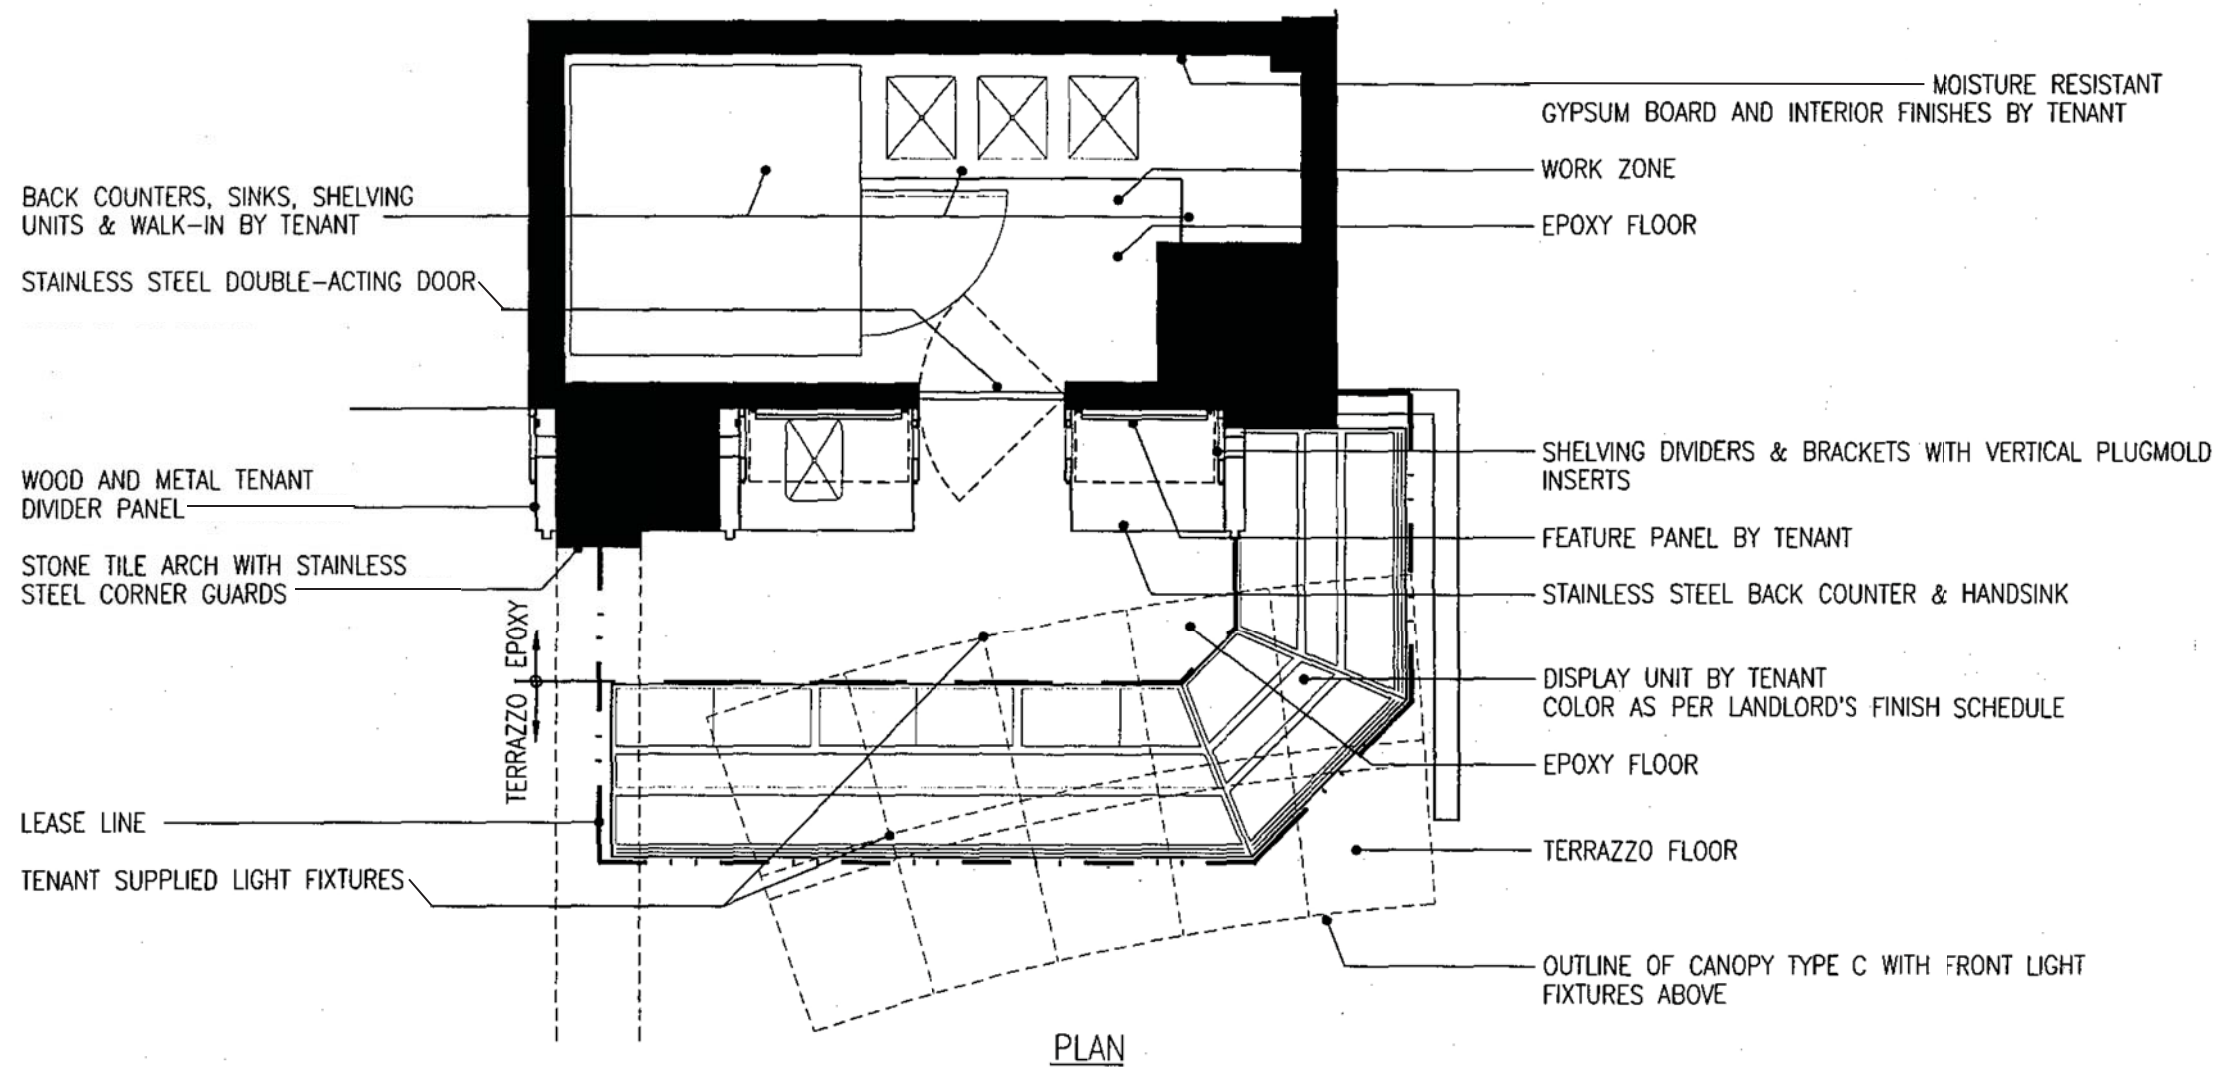 BACK COUNTERS, SINKS, SHELVING
UNITS & WALK-IN BY TENANT
STAINLESS STEEL DOUBLE-ACTING DOOR
WOOD AND METAL TENANT
DIVIDER PANEL
STONE TILE ARCH WITH STAINLESS
STEEL CORNER GUARDS
EPOXY
TERRAZZO
LEASE LINE
TENANT SUPPLIED LIGHT FIXTURES
MOISTURE RESISTANT
GYPSUM BOARD AND INTERIOR FINISHES BY TENANT
WORK ZONE
EPOXY FLOOR
SHELVING DIVIDERS & BRACKETS WITH VERTICAL PLUGMOLD
INSERTS
FEATURE PANEL BY TENANT
STAINLESS STEEL BACK COUNTER & HANDSINK
DISPLAY UNIT BY TENANT
COLOR AS PER LANDLORD'S FINISH SCHEDULE
EPOXY FLOOR
TERRAZZO FLOOR
OUTLINE OF CANOPY TYPE C WITH FRONT LIGHT
FIXTURES ABOVE
PLAN